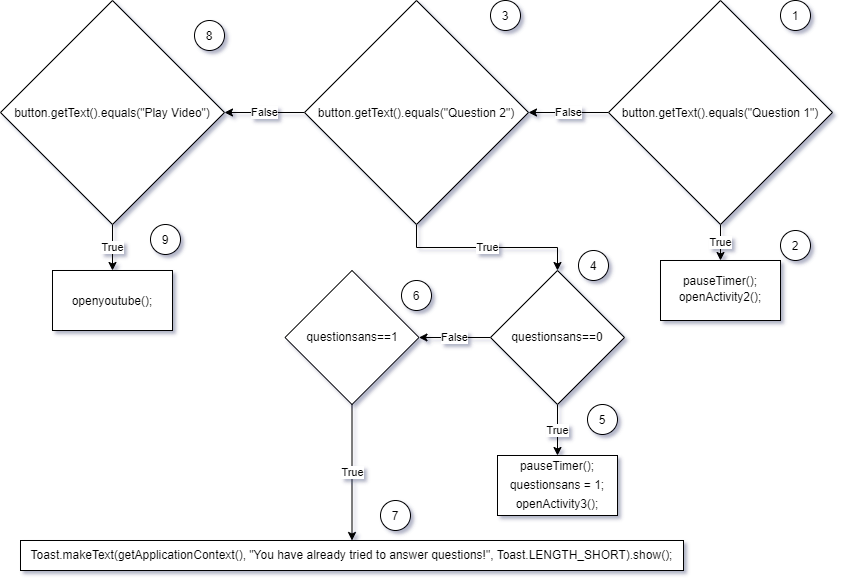 8
3
1
button.getText().equals("Play Video")
False
button.getText().equals("Question 2")
False
button.getText().equals("Question 1")
True
9
True
True
2
openyoutube();
4
pauseTimer();
openActivity2();
6
questionsans==1
False
questionsans==0
True
5
True
pauseTimer();
questionsans = 1;
openActivity3();
7
Toast.makeText(getApplicationContext(), "You have already tried to answer questions!", Toast.LENGTH_SHORT).show();